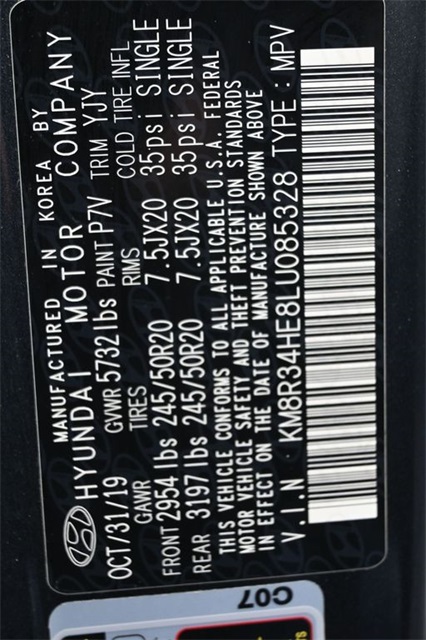 MANUFACTURED IN KOREA BY
HYUNDAI MOTOR COMPANY
OCT/31/19 GVWR 5732 lbs PAINT P7V TRIM YJY
GAWR TIRES RIMS COLD TIRE INFL
FRONT 2954 lbs 245/50R20 7.5JX20 35psi SINGLE
REAR 3197 lbs 245/50R20 7.5JX20 35psi SINGLE
THIS VEHICLE CONFORMS TO ALL APPLICABLE U.S.A. FEDERAL
MOTOR VEHICLE SAFETY AND THEFT PREVENTION STANDARDS
IN EFFECT ON THE DATE OF MANUFACTURE SHOWN ABOVE
V.I.N : KM8R34HE8LU085328 TYPE : MPV
C07